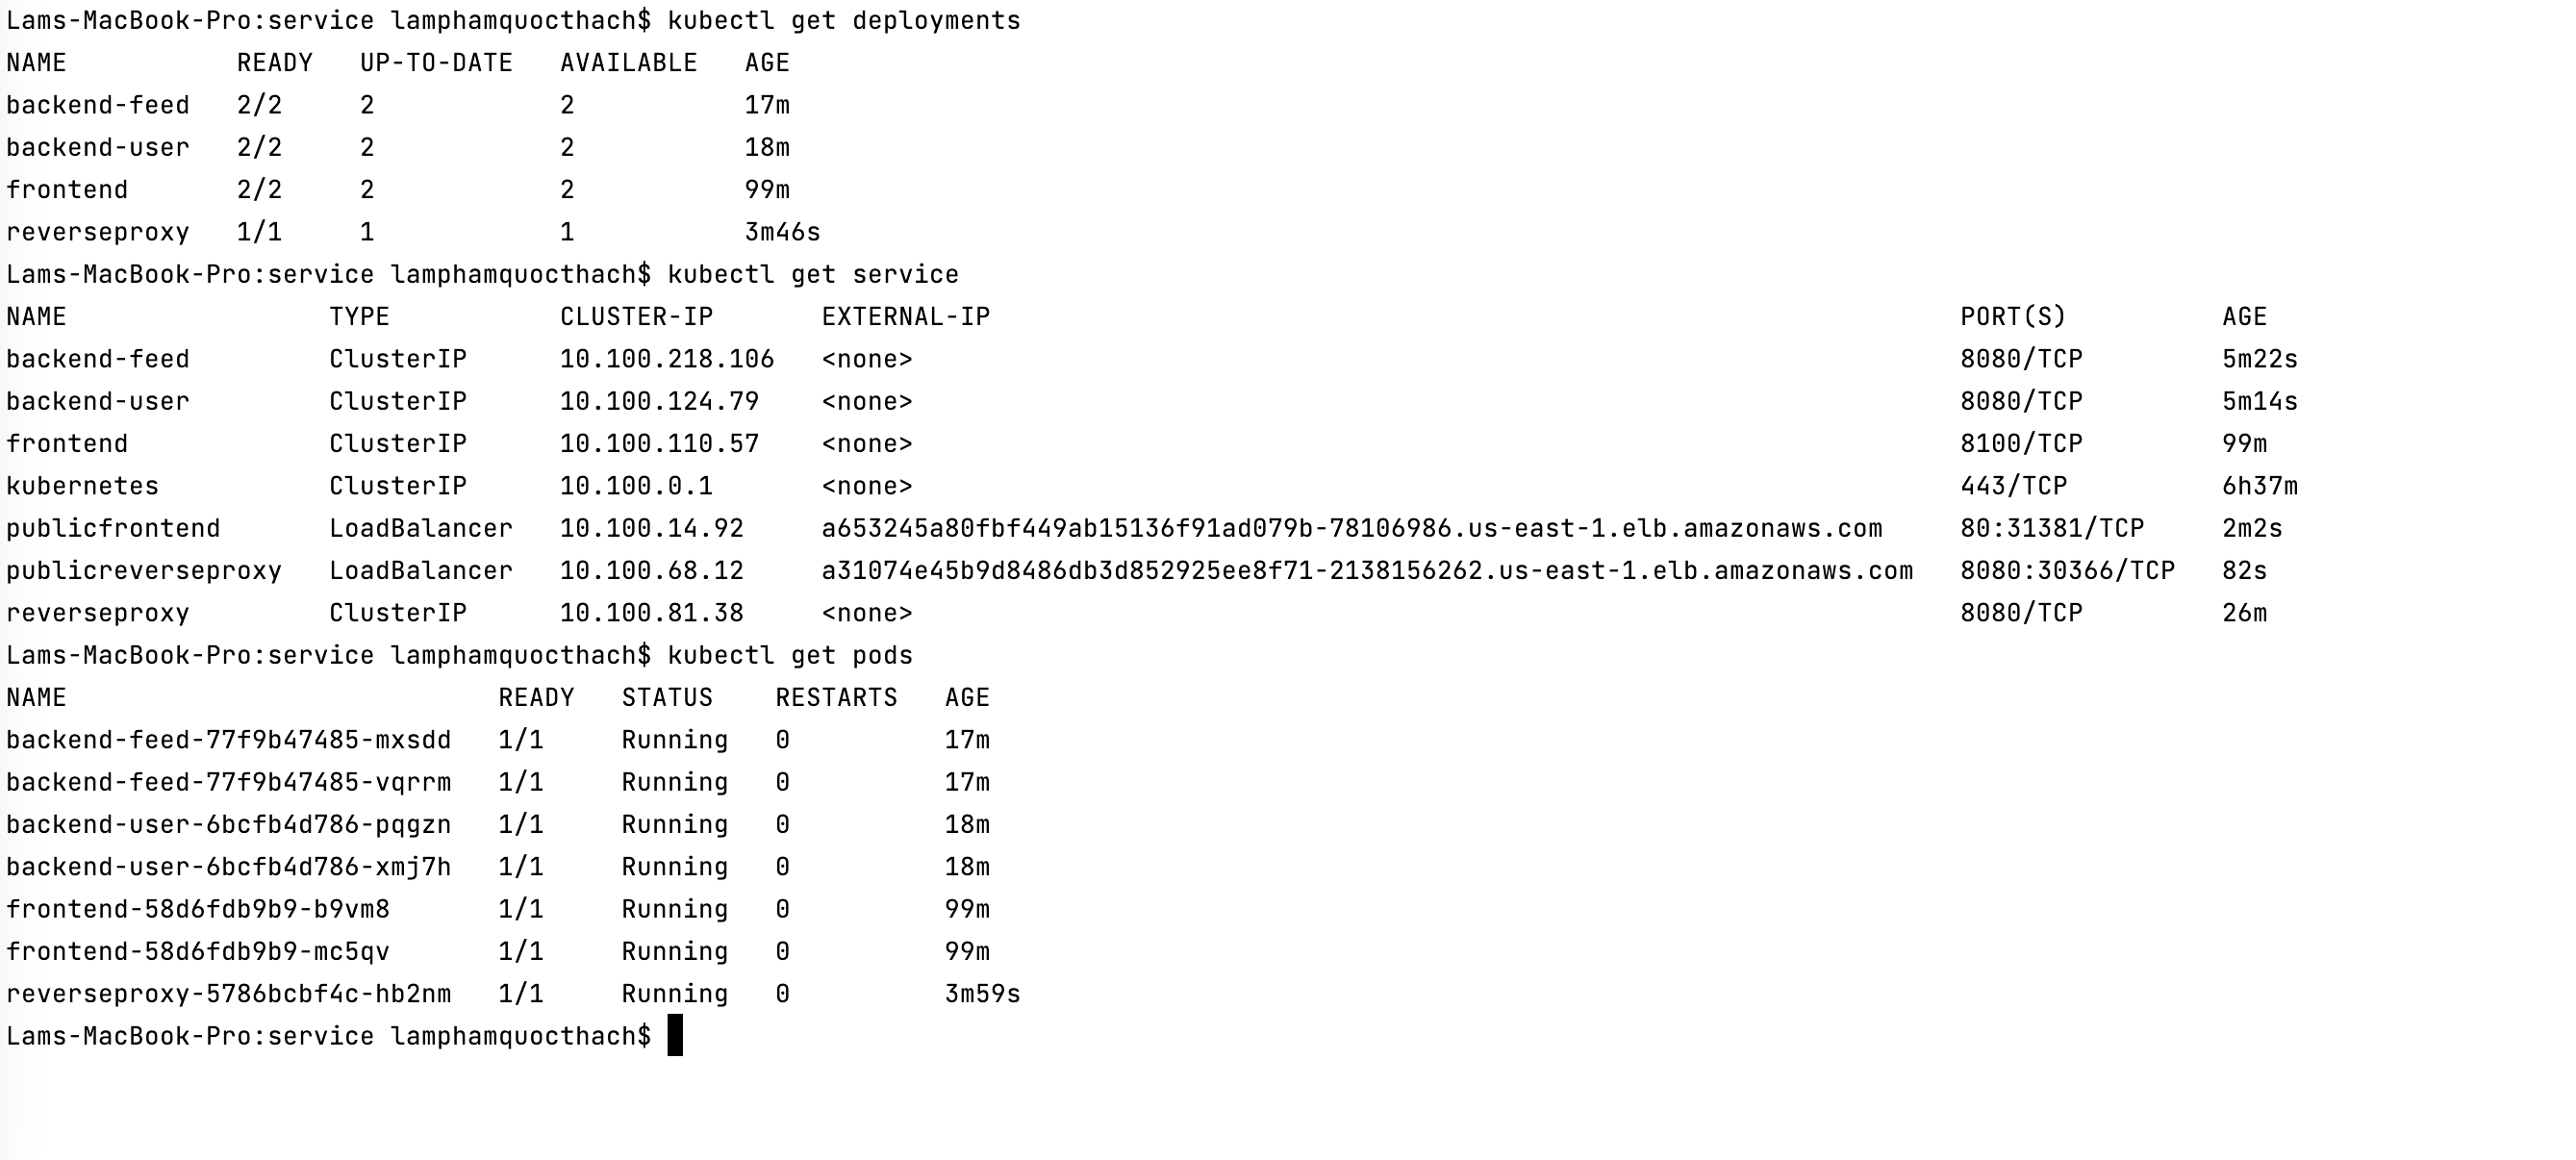 Lams-MacBook-Pro:service lamphamquocthach$ kubectl get deployments
NAME           READY   UP-TO-DATE   AVAILABLE   AGE
backend-feed   2/2     2            2           17m
backend-user   2/2     2            2           18m
frontend       2/2     2            2           99m
reverseproxy   1/1     1            1           3m46s
Lams-MacBook-Pro:service lamphamquocthach$ kubectl get service
NAME                 TYPE           CLUSTER-IP       EXTERNAL-IP                                                               PORT(S)          AGE
backend-feed         ClusterIP      10.100.218.106   <none>                                                                    8080/TCP         5m22s
backend-user         ClusterIP      10.100.124.79    <none>                                                                    8080/TCP         5m14s
frontend             ClusterIP      10.100.110.57    <none>                                                                    8100/TCP         99m
kubernetes           ClusterIP      10.100.0.1       <none>                                                                    443/TCP          6h37m
publicfrontend       LoadBalancer   10.100.14.92     a653245a80fbf449ab15136f91ad079b-78106986.us-east-1.elb.amazonaws.com     80:31381/TCP     2m2s
publicreverseproxy   LoadBalancer   10.100.68.12     a31074e45b9d8486db3d852925ee8f71-2138156262.us-east-1.elb.amazonaws.com   8080:30366/TCP   82s
reverseproxy         ClusterIP      10.100.81.38     <none>                                                                    8080/TCP         26m
Lams-MacBook-Pro:service lamphamquocthach$ kubectl get pods
NAME                            READY   STATUS    RESTARTS   AGE
backend-feed-77f9b47485-mxsdd   1/1     Running   0          17m
backend-feed-77f9b47485-vqrrm   1/1     Running   0          17m
backend-user-6bcfb4d786-pqgzn   1/1     Running   0          18m
backend-user-6bcfb4d786-xmj7h   1/1     Running   0          18m
frontend-58d6fdb9b9-b9vm8       1/1     Running   0          99m
frontend-58d6fdb9b9-mc5qv       1/1     Running   0          99m
reverseproxy-5786bcbf4c-hb2nm   1/1     Running   0          3m59s
Lams-MacBook-Pro:service lamphamquocthach$